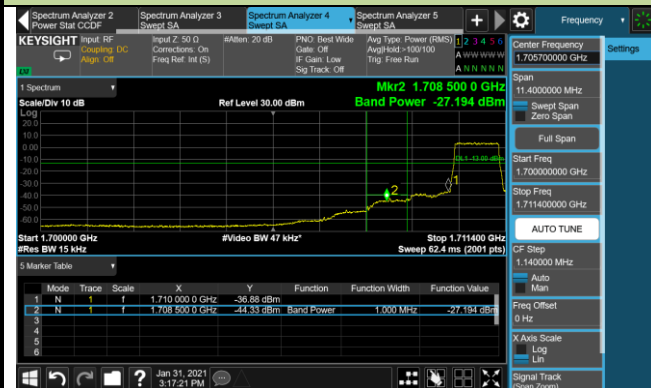 Spectrum Analyzer 2
Power Stat CCDF
Spectrum Analyzer 3
Swept SA
Spectrum Analyzer 4
Swept SA
Spectrum Analyzer 5
Swept SA
+
Frequency
KEYSIGHT
Input: RF
Coupling: DC
Align: Off
Input Z: 50 Ω
Corrections: On
Freq Ref: Int (S)
#Atten: 20 dB
PNO: Best Wide
Gate: Off
IF Gain: Low
Sig Track: Off
Avg Type: Power (RMS)
Avg|Hold:>100/100
Trig: Free Run
1 2 3 4 5 6
A W W W W W
A N N N N N
Center Frequency
1.705700000 GHz
Settings
Span
11.4000000 MHz
Swept Span
Zero Span
Full Span
Start Freq
1.700000000 GHz
Stop Freq
1.711400000 GHz
AUTO TUNE
CF Step
1.140000 MHz
Auto
Man
Freq Offset
0 Hz
X Axis Scale
Log
Lin
Signal Track
(Span Zoom)
1 Spectrum
Scale/Div 10 dB
Ref Level 30.00 dBm
Mkr2 1.708 500 0 GHz
Band Power -27.194 dBm
Log
20.0
10.0
0.00
-10.0
-20.0
-30.0
-40.0
-50.0
-60.0
DL1 -13.00 dBm
2
1
Start 1.700000 GHz
#Res BW 15 kHz
#Video BW 47 kHz*
Stop 1.711400 GHz
Sweep 62.4 ms (2001 pts)
5 Marker Table
Mode Trace Scale X Y Function Function Width Function Value
1 N 1 f 1.710 000 0 GHz -36.88 dBm
2 N 1 f 1.708 500 0 GHz -44.33 dBm Band Power 1.000 MHz -27.194 dBm
3
4
5
6
?
Jan 31, 2021
3:17:21 PM